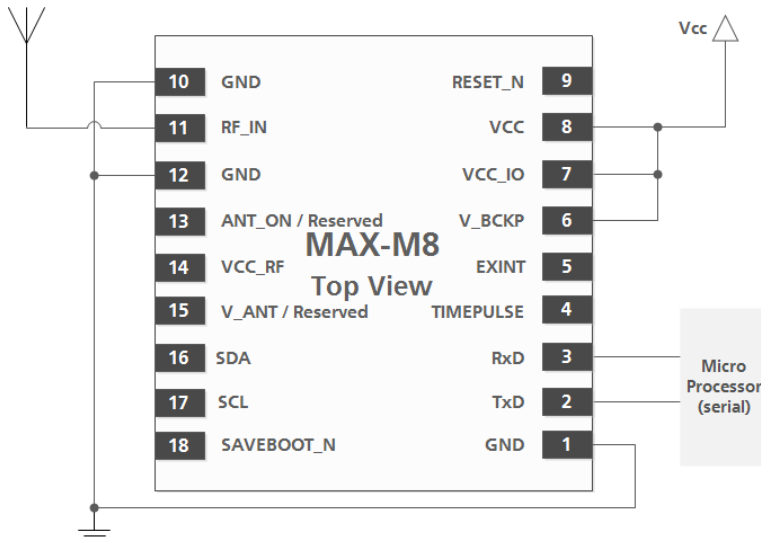 Vcc
10 GND RESET_N 9
11 RF_IN VCC 8
12 GND VCC_IO 7
13 ANT_ON / Reserved V_BCKP 6
MAX-M8
14 VCC_RF EXINT 5
Top View
15 V_ANT / Reserved TIMEPULSE 4
16 SDA RxD 3
17 SCL TxD 2
18 SAVEBOOT_N GND 1
Micro
Processor
(serial)